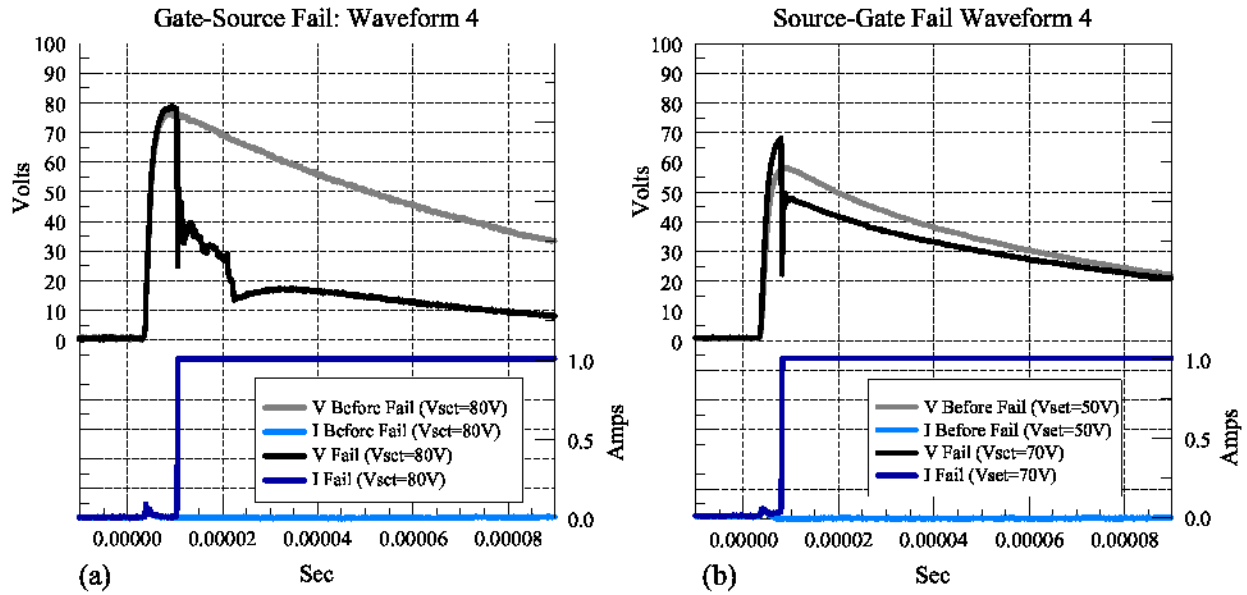 Gate-Source Fail: Waveform 4
100
90
80
70
60
50
40
30
20
10
0
Volts
1.0
0.5
0.0
Amps
V Before Fail (Vset=80V)
I Before Fail (Vset=80V)
V Fail (Vset=80V)
I Fail (Vset=80V)
0.00000 0.00002 0.00004 0.00006 0.00008
(a)
Sec
Source-Gate Fail Waveform 4
100
90
80
70
60
50
40
30
20
10
0
Volts
1.0
0.5
0.0
Amps
V Before Fail (Vset=50V)
I Before Fail (Vset=50V)
V Fail (Vset=70V)
I Fail (Vset=70V)
0.00000 0.00002 0.00004 0.00006 0.00008
(b)
Sec